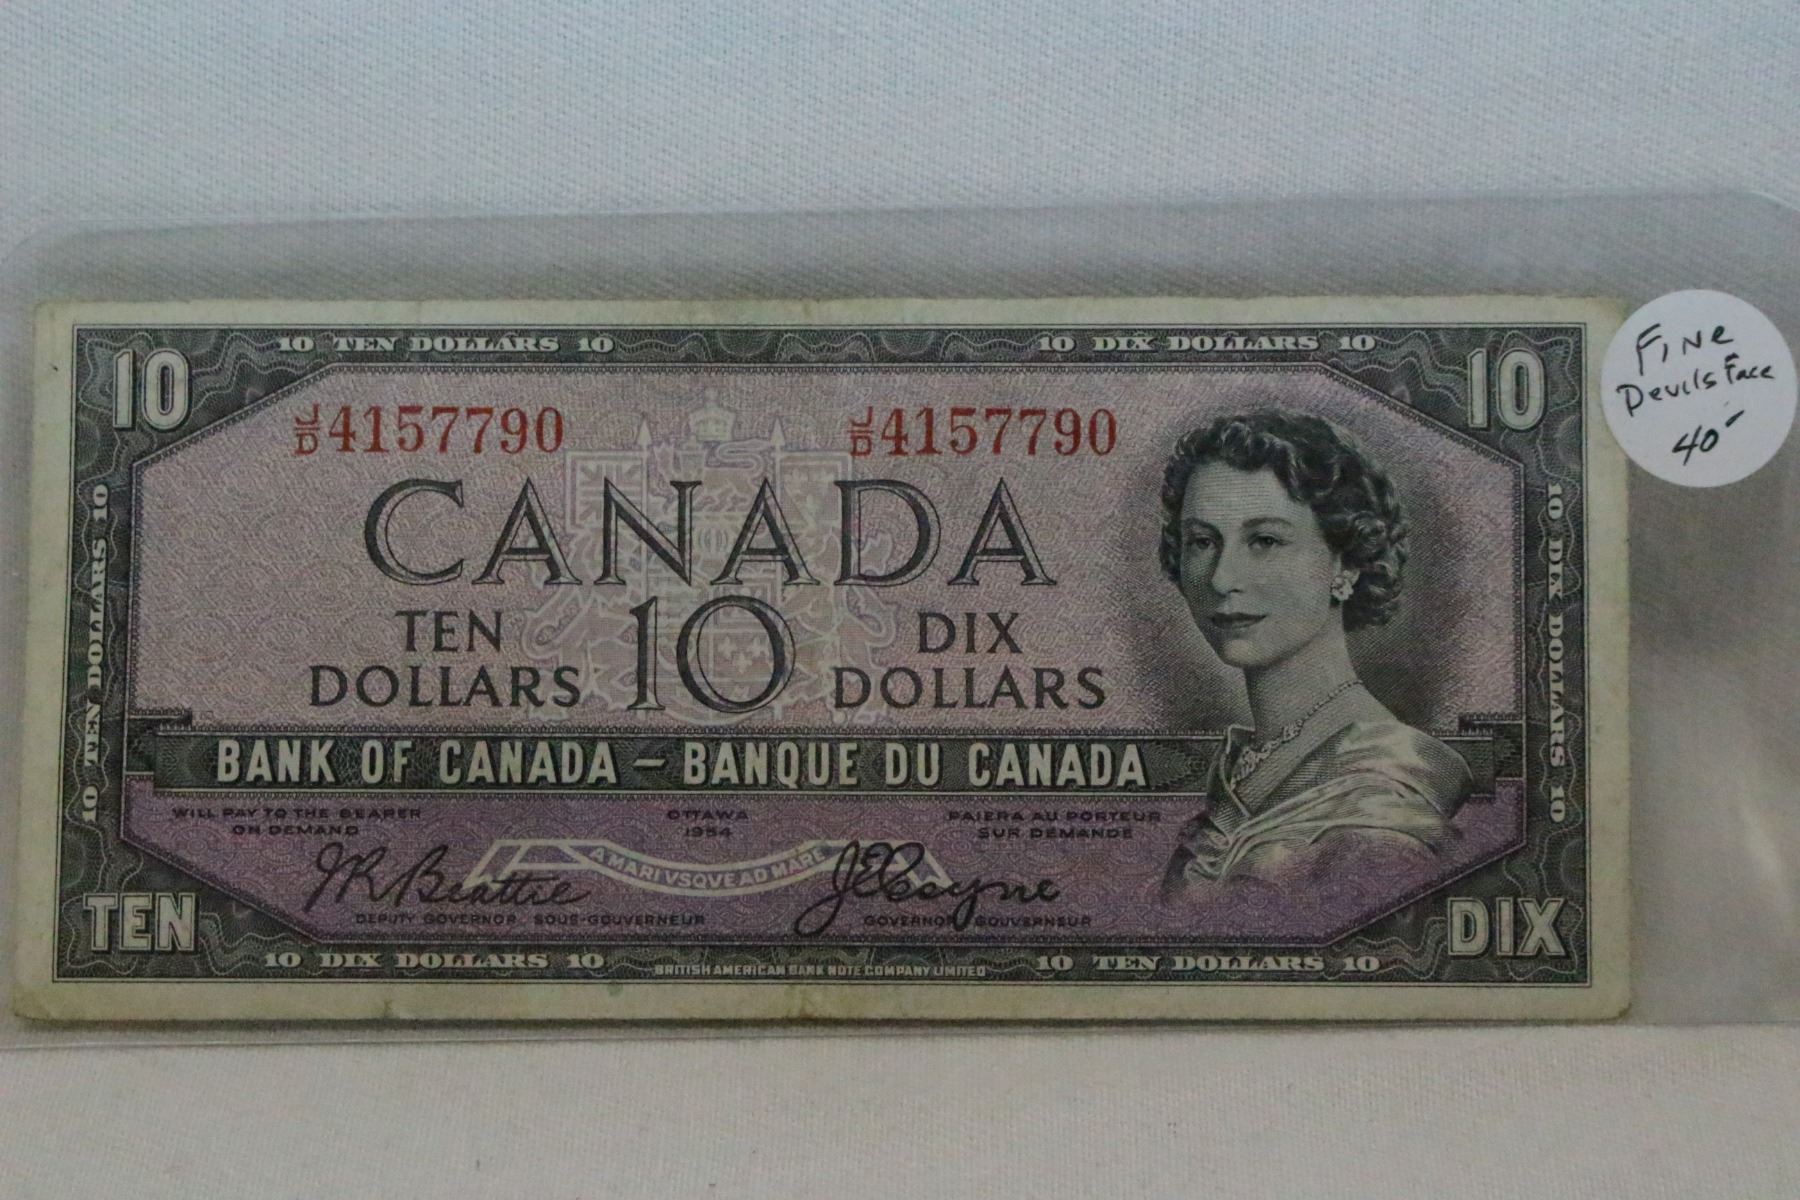 10 TEN DOLLARS 10
10 DIX DOLLARS 10
10
10
J/D 4157790
J/D 4157790
CANADA
TEN DOLLARS
10
DIX DOLLARS
BANK OF CANADA – BANQUE DU CANADA
WILL PAY TO THE BEARER
ON DEMAND
OTTAWA
1954
PAIERA AU PORTEUR
SUR DEMANDE
A MARI VSQVE AD MARE
J.R. Beattie
J.E. Coyne
DEPUTY GOVERNOR SOUS-GOUVERNEUR
GOVERNOR GOUVERNEUR
TEN
DIX
10 DIX DOLLARS 10
BRITISH AMERICAN BANK NOTE COMPANY LIMITED
10 TEN DOLLARS 10
10 TEN DOLLARS 10
10 DIX DOLLARS 10
FINE
Devils Face
40-